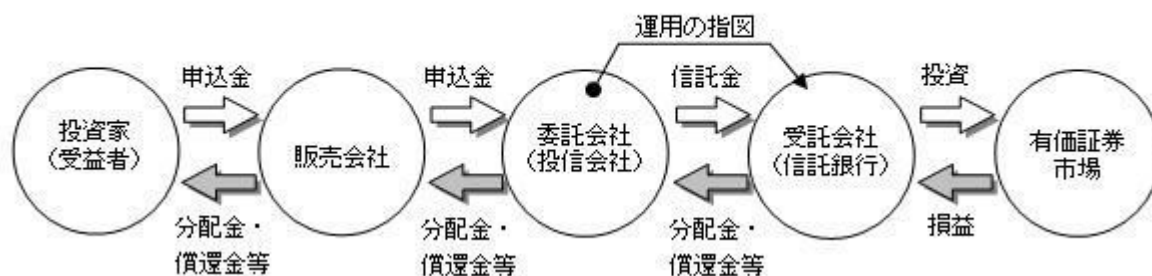 運用の指図
申込金
申込金
信託金
投資
投資家
(受益者)
販売会社
委託会社
(投信会社)
受託会社
(信託銀行)
有価証券
市場
分配金・
償還金等
分配金・
償還金等
分配金・
償還金等
損益